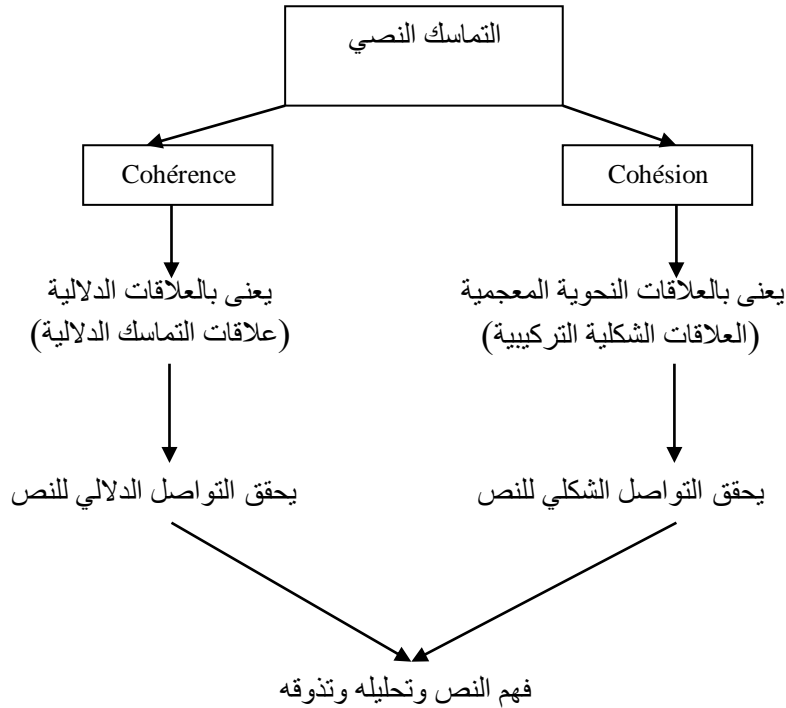 التماسك النصي
Cohésion
Cohérence
يعنى بالعلاقات النحوية المعجمية
(العلاقات الشكلية التركيبية)
يعنى بالعلاقات الدلالية
(علاقات التماسك الدلالية)
يحقق التواصل الشكلي للنص
يحقق التواصل الدلالي للنص
فهم النص وتحليله وتذوقه